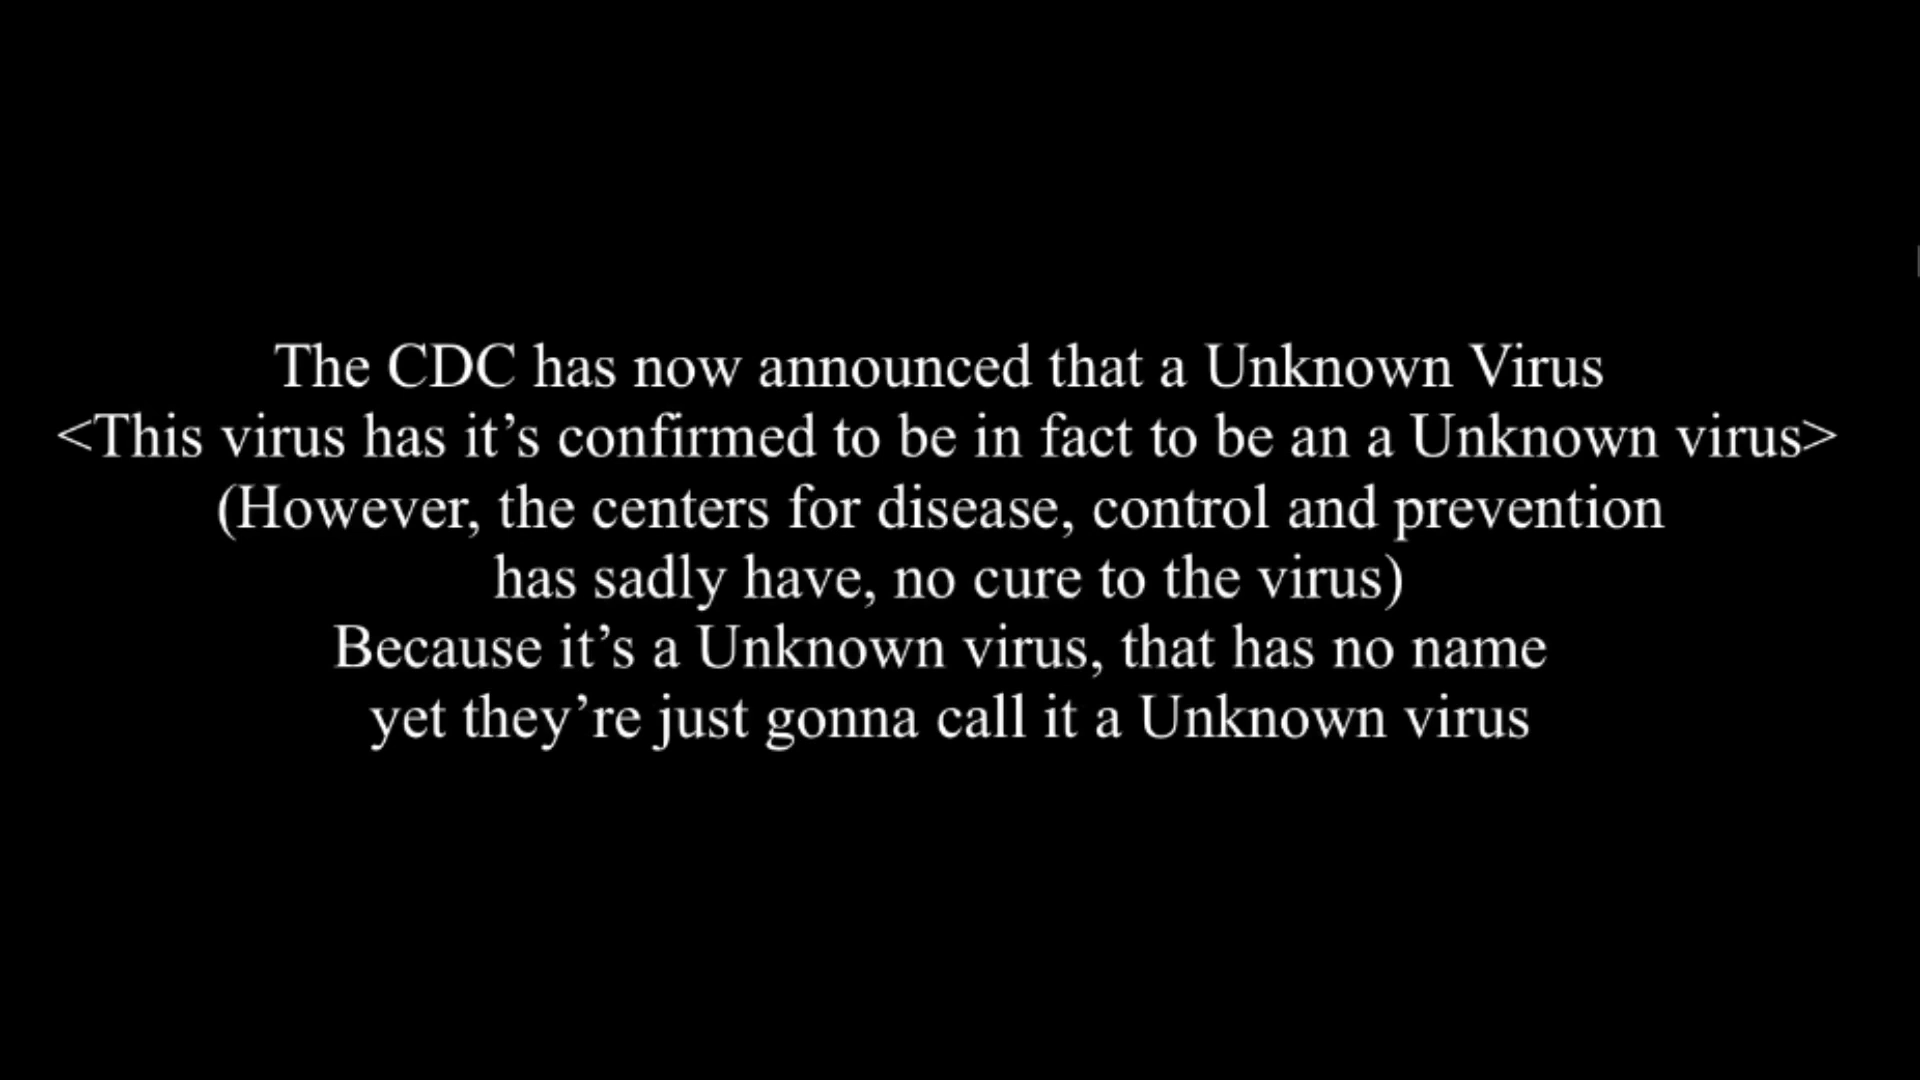 The CDC has now announced that a Unknown Virus
<This virus has it’s confirmed to be in fact to be an a Unknown virus>
(However, the centers for disease, control and prevention
has sadly have, no cure to the virus)
Because it’s a Unknown virus, that has no name
yet they’re just gonna call it a Unknown virus